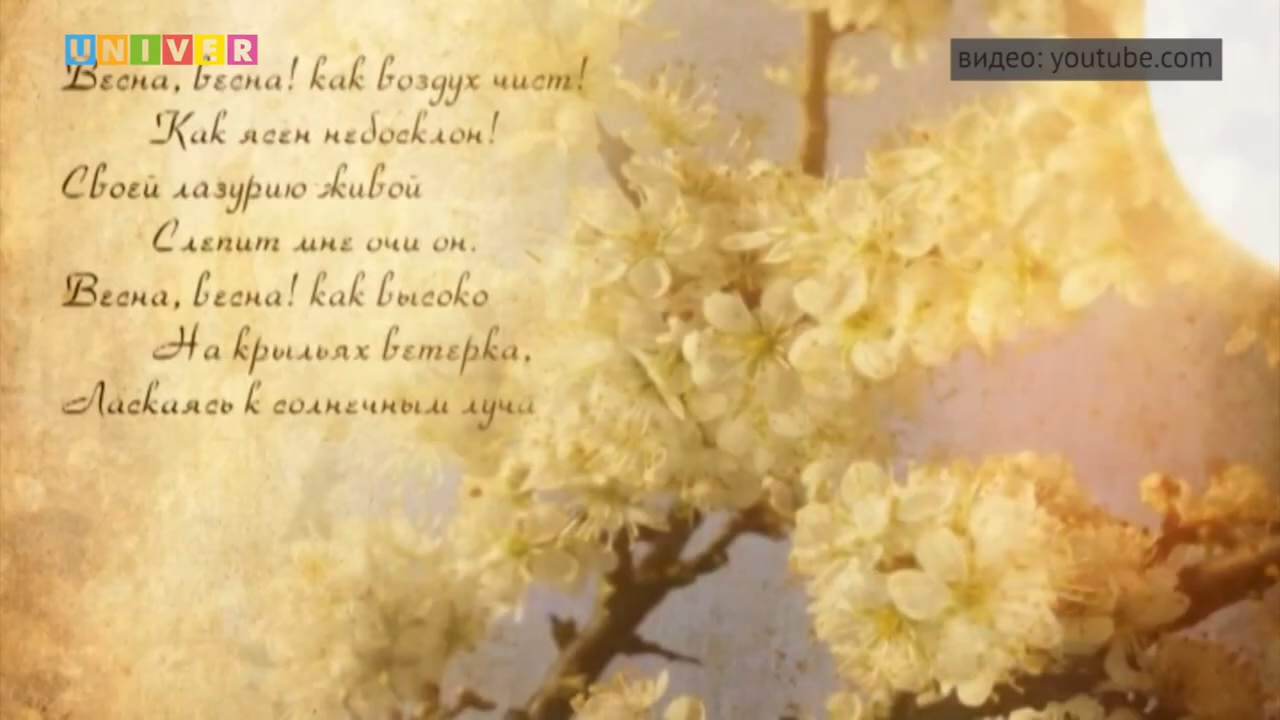 UNIVER
видео: youtube.com
Весна, весна! как воздух чист!
Как ясен небосклон!
Своей лазурию живой
Слепит мне очи он.
Весна, весна! как высоко
На крыльях ветерка,
Ласкаясь к солнечным луча